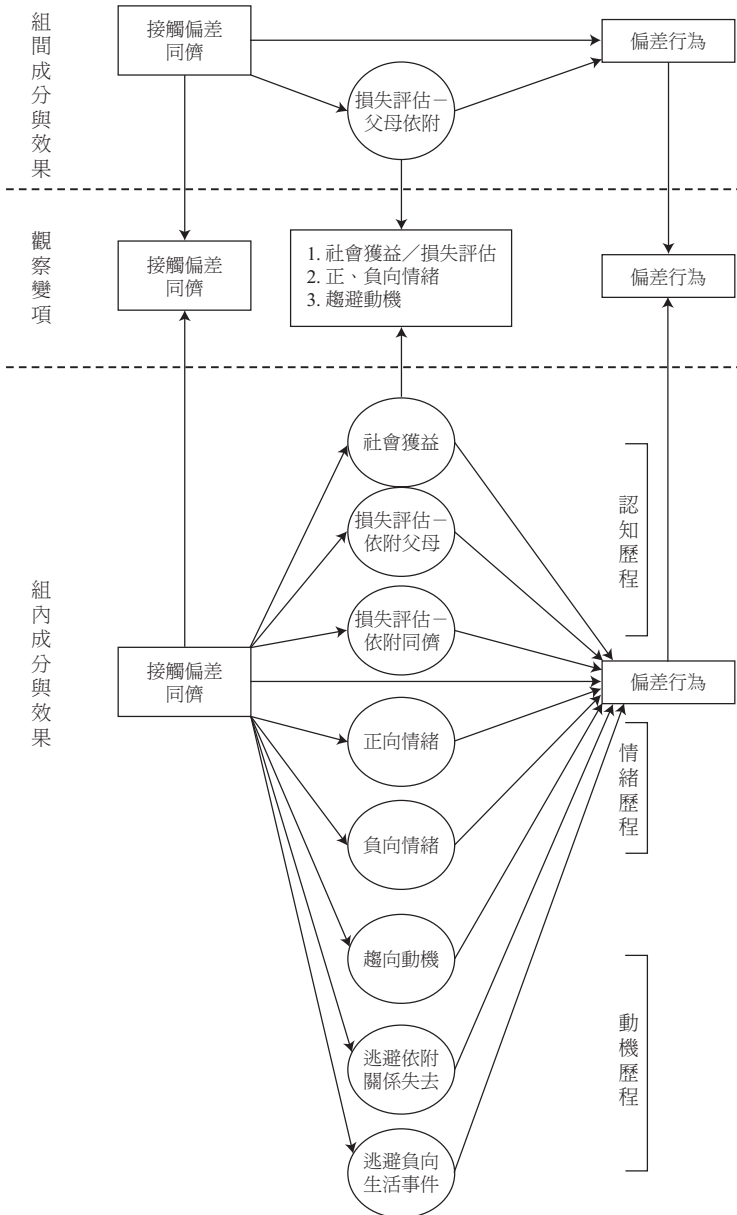 組間成分與效果
接觸偏差
同儕
偏差行為
損失評估－
父母依附
觀察變項
接觸偏差
同儕
1. 社會獲益／損失評估
2. 正、負向情緒
3. 趨避動機
偏差行為
組內成分與效果
社會獲益
損失評估－
依附父母
損失評估－
依附同儕
認知歷程
接觸偏差
同儕
偏差行為
正向情緒
負向情緒
情緒歷程
趨向動機
逃避依附
關係失去
逃避負向
生活事件
動機歷程